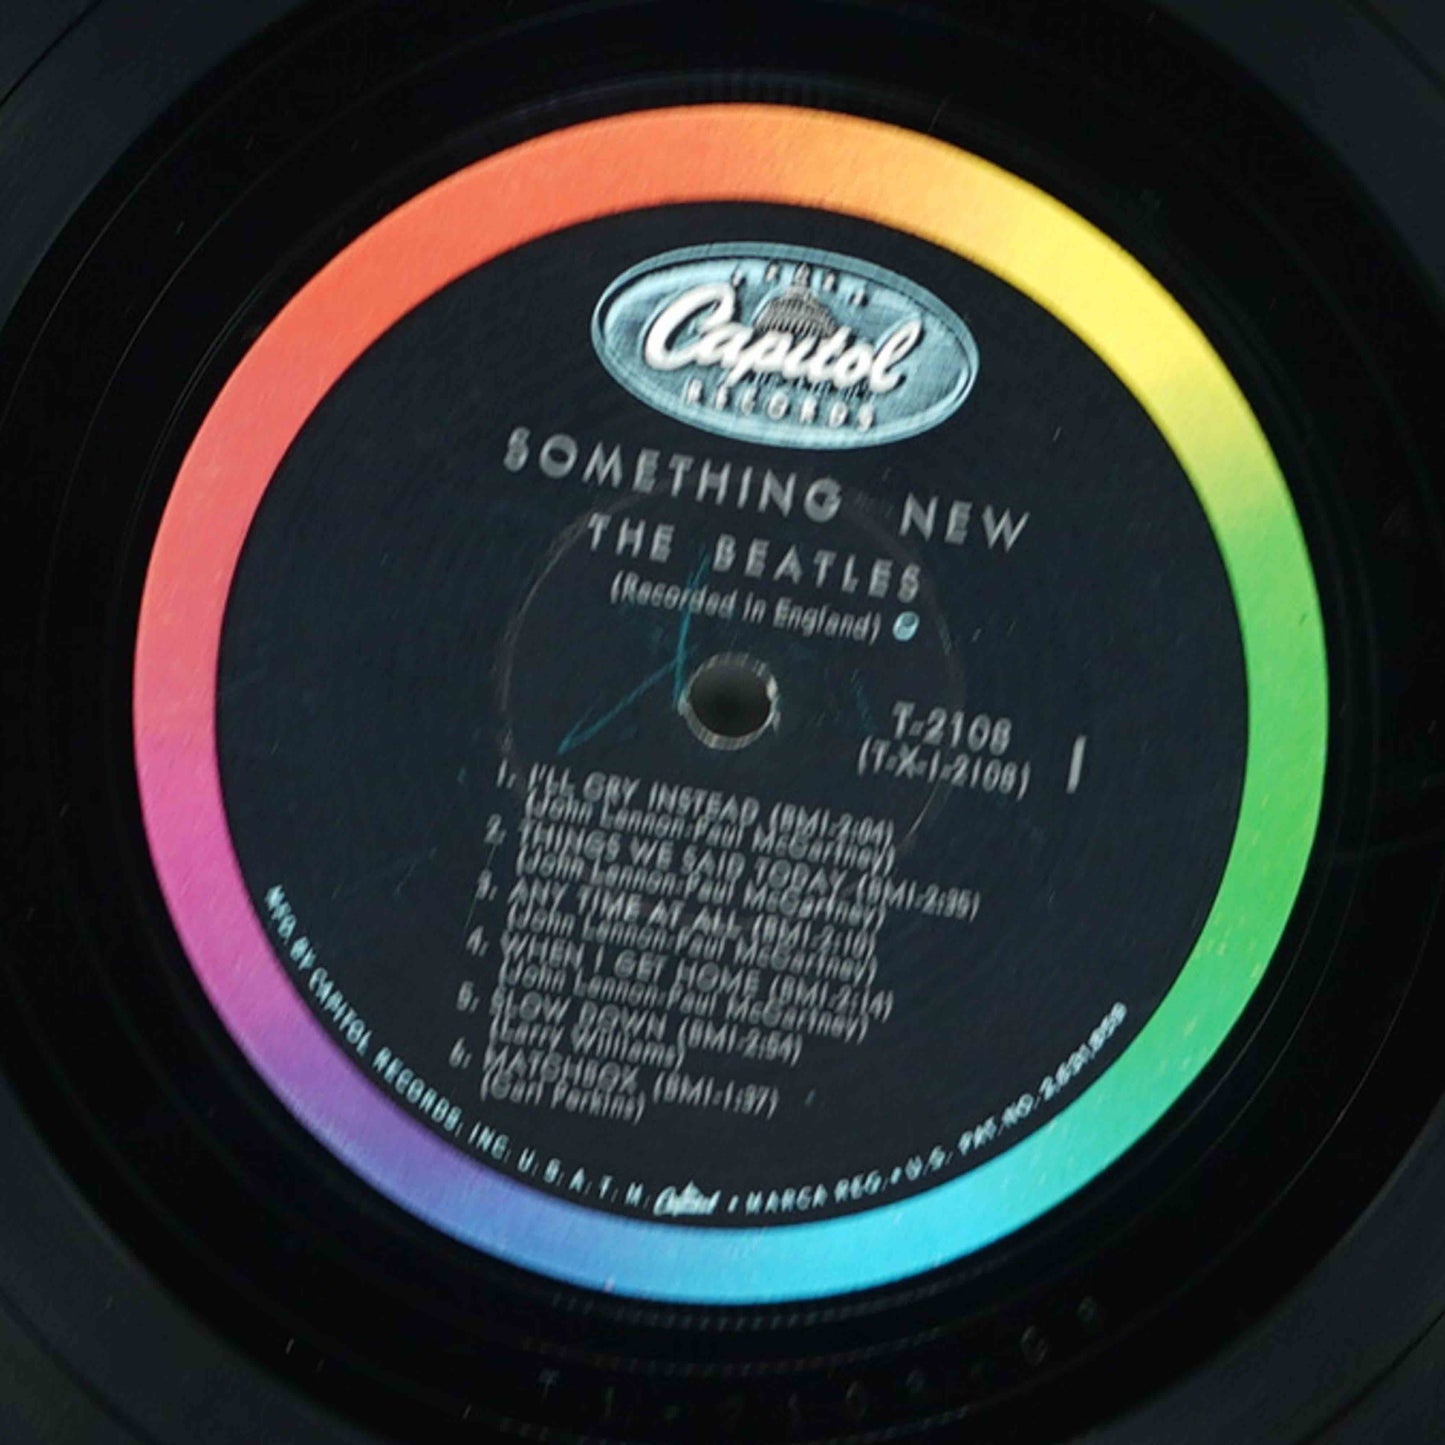 Capitol
RECORDS
SOMETHING NEW
THE BEATLES
(Recorded in England)
T-2108
(T-X-1-2108)
1
1. I'LL CRY INSTEAD (BMI-2:04)
(John Lennon-Paul McCartney)
2. THINGS WE SAID TODAY (BMI-2:35)
(John Lennon-Paul McCartney)
3. ANY TIME AT ALL (BMI-2:10)
(John Lennon-Paul McCartney)
4. WHEN I GET HOME (BMI-2:14)
(John Lennon-Paul McCartney)
5. SLOW DOWN (BMI-2:54)
(Larry Williams)
6. MATCHBOX (BMI-1:37)
(Carl Perkins)
MFD. BY CAPITOL RECORDS, INC. U.S.A. T.M. Capitol • MARCA REG. • U.S. PAT. NO. 2,631,859